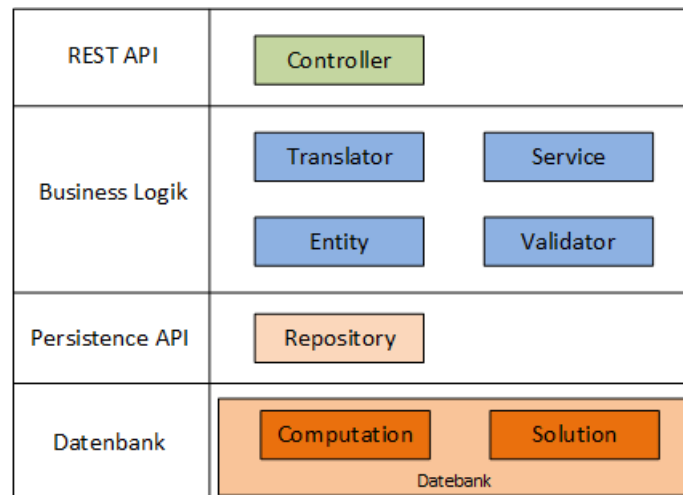 REST API
Controller
Business Logik
Translator
Service
Entity
Validator
Persistence API
Repository
Datenbank
Computation
Solution
Datebank